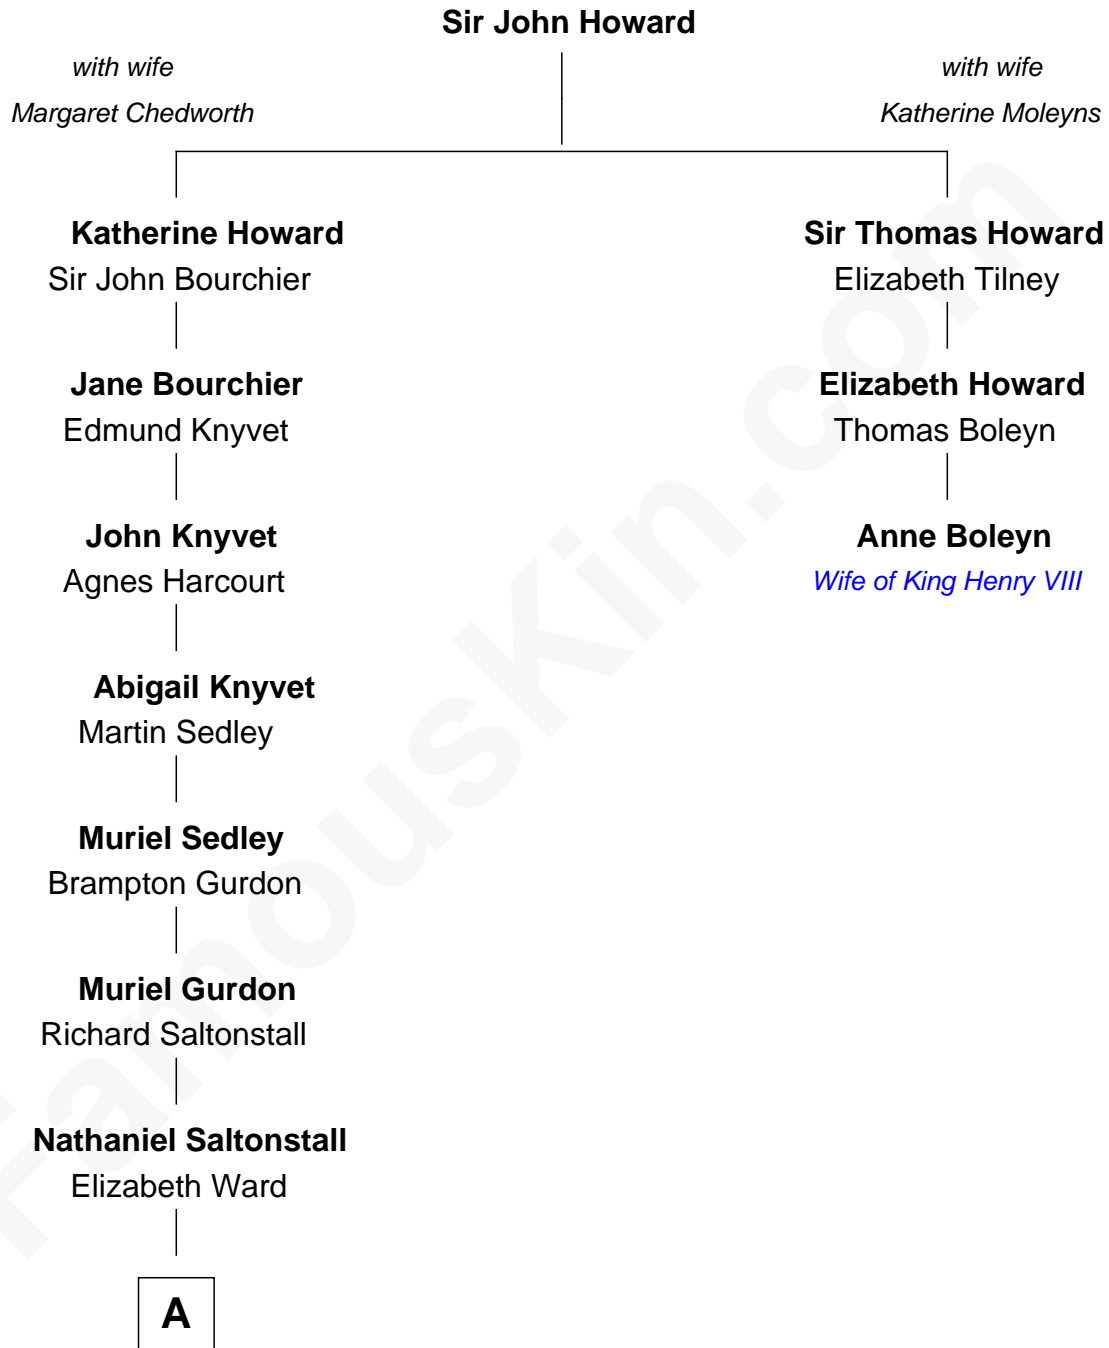 Sir John Howard
with wife
Margaret Chedworth
with wife
Katherine Moleyns
Katherine Howard
Sir John Bourchier
Sir Thomas Howard
Elizabeth Tilney
Jane Bourchier
Edmund Knyvet
Elizabeth Howard
Thomas Boleyn
John Knyvet
Agnes Harcourt
Anne Boleyn
Wife of King Henry VIII
Abigail Knyvet
Martin Sedley
Muriel Sedley
Brampton Gurdon
Muriel Gurdon
Richard Saltonstall
Nathaniel Saltonstall
Elizabeth Ward
A
FamousKin.com